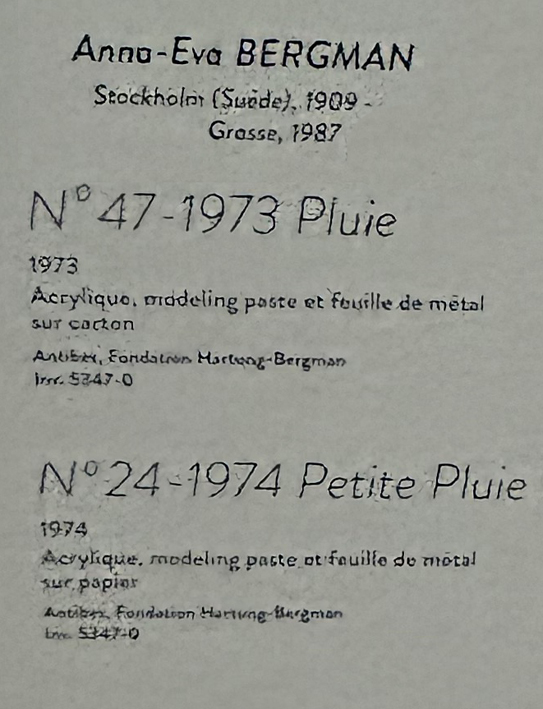 Anna-Eva BERGMAN
Stockholm (Suède), 1909 -
Grasse, 1987
N° 47-1973 Pluie
1973
Acrylique, modeling paste et feuille de métal
sur carton
Antibes, Fondation Hartung-Bergman
Inv. 5347-0
N° 24-1974 Petite Pluie
1974
Acrylique, modeling paste et feuille de métal
sur papier
Antibes, Fondation Hartung-Bergman
Inv.